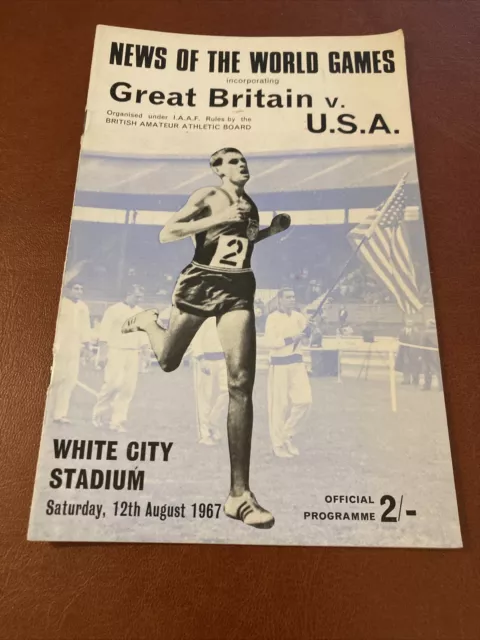 NEWS OF THE WORLD GAMES
incorporating
Great Britain v.
U.S.A.
Organised under I.A.A.F. Rules by the
BRITISH AMATEUR ATHLETIC BOARD
2
WHITE CITY
STADIUM
Saturday, 12th August 1967
OFFICIAL
PROGRAMME 2/-